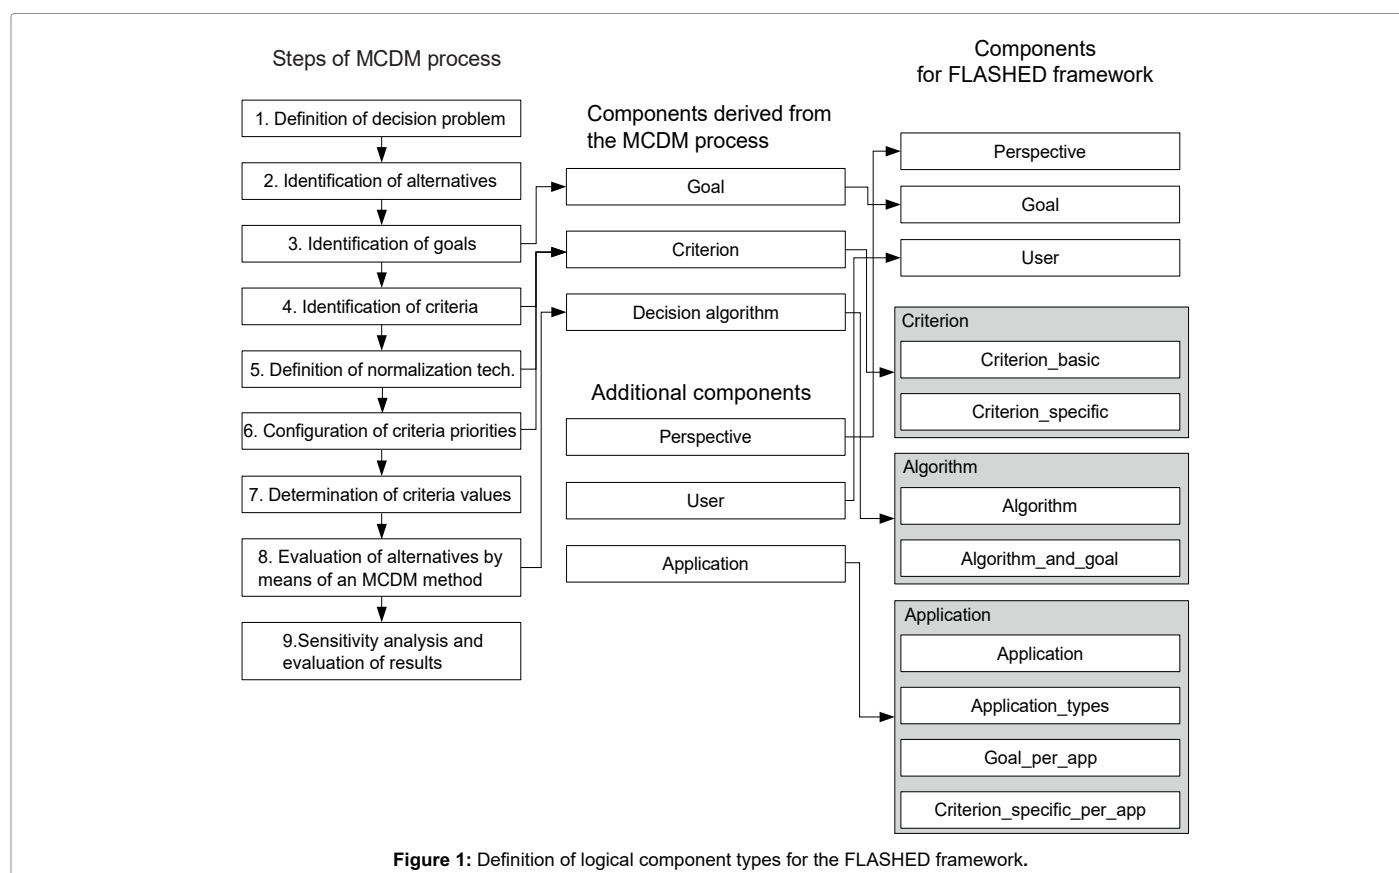 Steps of MCDM process
1. Definition of decision problem
2. Identification of alternatives
3. Identification of goals
4. Identification of criteria
5. Definition of normalization tech.
6. Configuration of criteria priorities
7. Determination of criteria values
8. Evaluation of alternatives by
means of an MCDM method
9.Sensitivity analysis and
evaluation of results
Components derived from
the MCDM process
Goal
Criterion
Decision algorithm
Additional components
Perspective
User
Application
Components
for FLASHED framework
Perspective
Goal
User
Criterion
Criterion_basic
Criterion_specific
Algorithm
Algorithm
Algorithm_and_goal
Application
Application
Application_types
Goal_per_app
Criterion_specific_per_app
Figure 1: Definition of logical component types for the FLASHED framework.